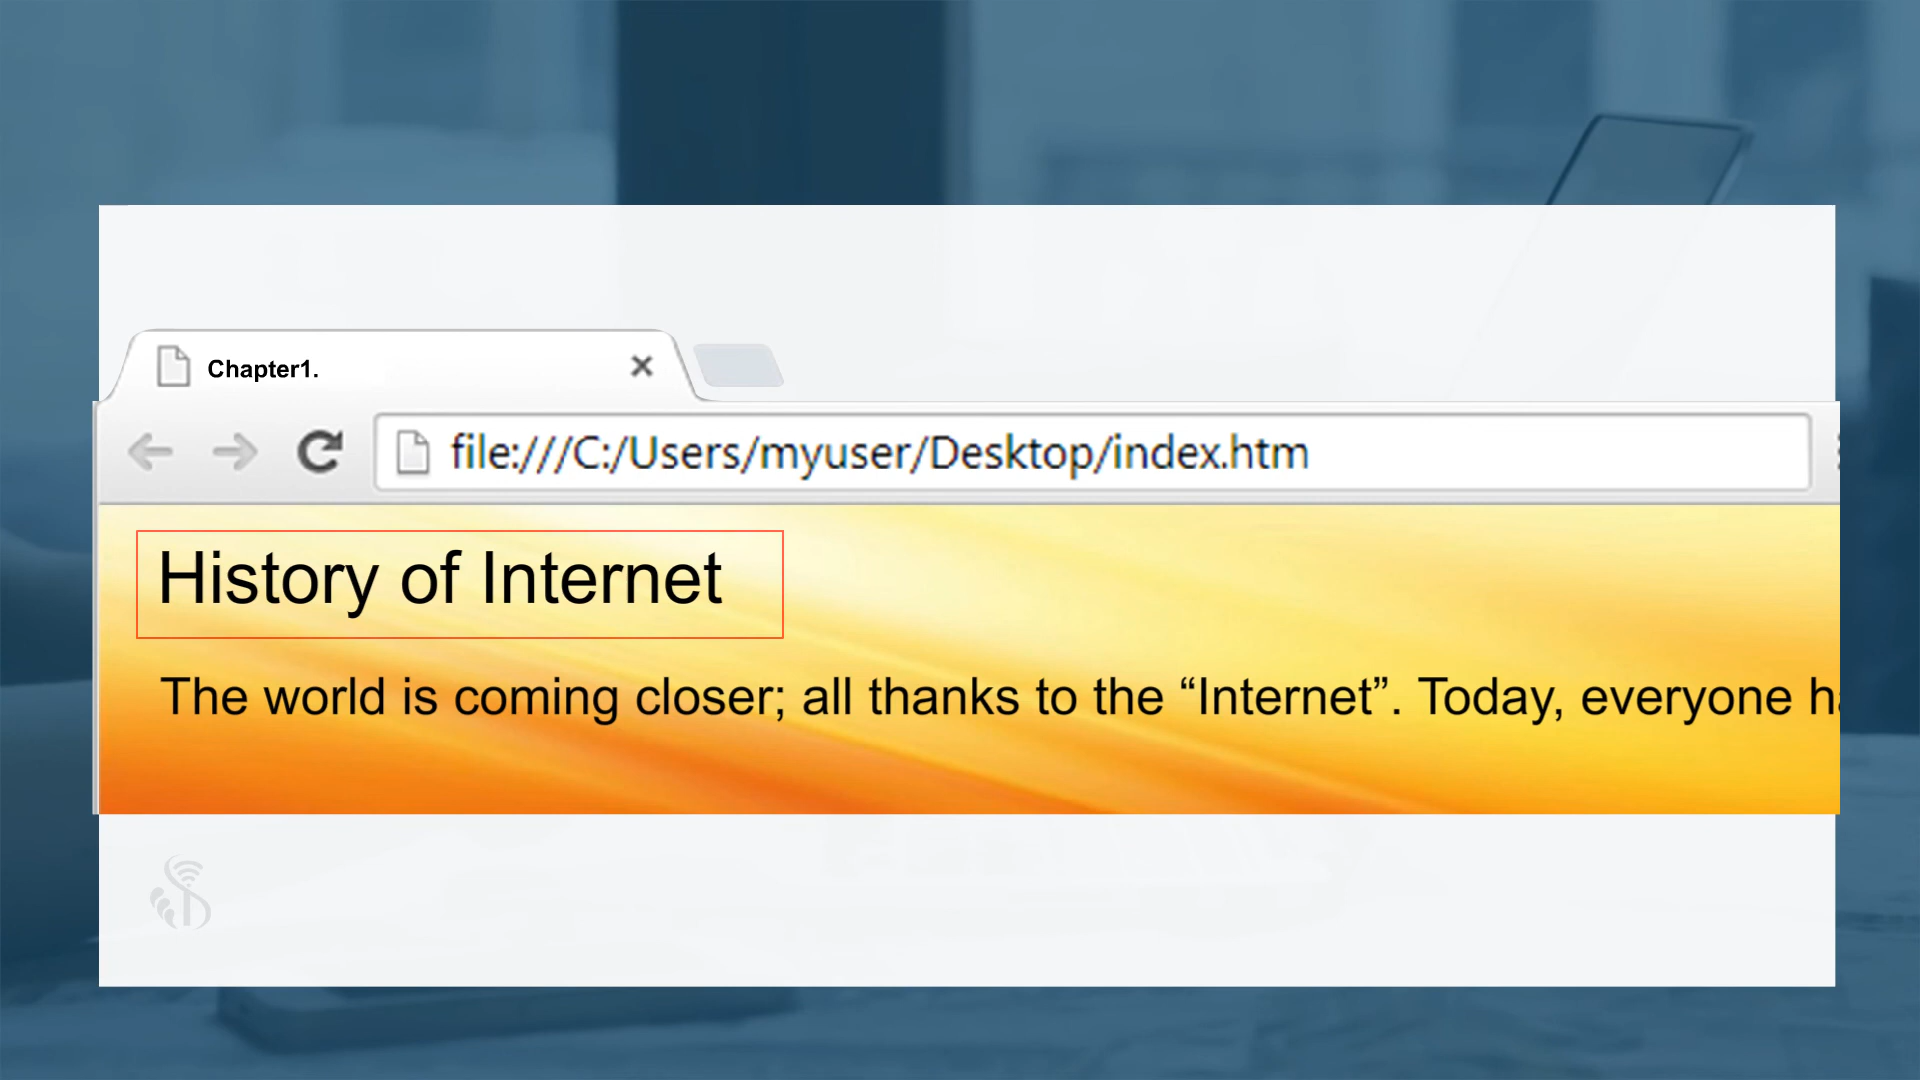 Chapter1.
file:///C:/Users/myuser/Desktop/index.htm
History of Internet
The world is coming closer; all thanks to the “Internet”. Today, everyone